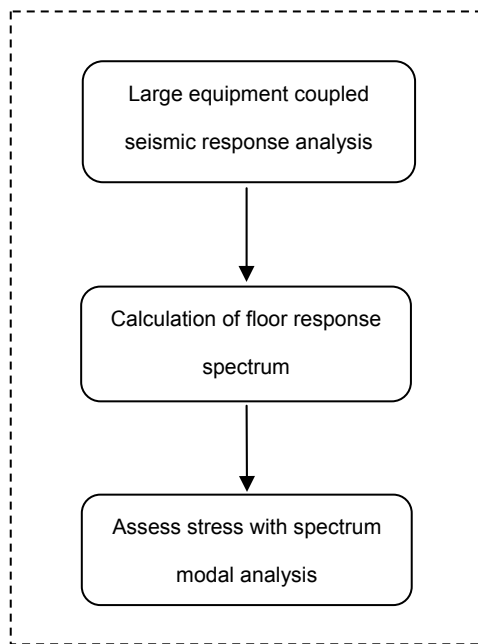 Large equipment coupled
seismic response analysis
Calculation of floor response
spectrum
Assess stress with spectrum
modal analysis